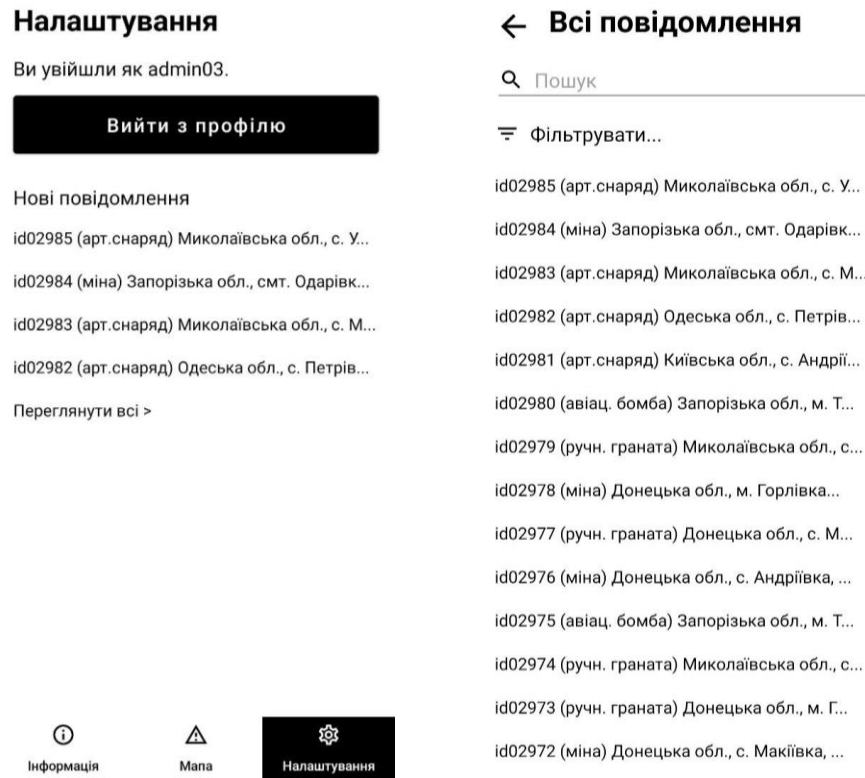 Налаштування
Ви увійшли як admin03.
Вийти з профілю
Нові повідомлення
id02985 (арт.снаряд) Миколаївська обл., с. У...
id02984 (міна) Запорізька обл., смт. Одарівк...
id02983 (арт.снаряд) Миколаївська обл., с. М...
id02982 (арт.снаряд) Одеська обл., с. Петрів...
Переглянути всі >
Інформація
Мапа
Налаштування
Всі повідомлення
Пошук
Фільтрувати...
id02985 (арт.снаряд) Миколаївська обл., с. У...
id02984 (міна) Запорізька обл., смт. Одарівк...
id02983 (арт.снаряд) Миколаївська обл., с. М...
id02982 (арт.снаряд) Одеська обл., с. Петрів...
id02981 (арт.снаряд) Київська обл., с. Андрії...
id02980 (авіац. бомба) Запорізька обл., м. Т...
id02979 (ручн. граната) Миколаївська обл., с...
id02978 (міна) Донецька обл., м. Горлівка...
id02977 (ручн. граната) Донецька обл., с. М...
id02976 (міна) Донецька обл., с. Андріївка, ...
id02975 (авіац. бомба) Запорізька обл., м. Т...
id02974 (ручн. граната) Миколаївська обл., с...
id02973 (ручн. граната) Донецька обл., м. Г...
id02972 (міна) Донецька обл., с. Макіївка, ...